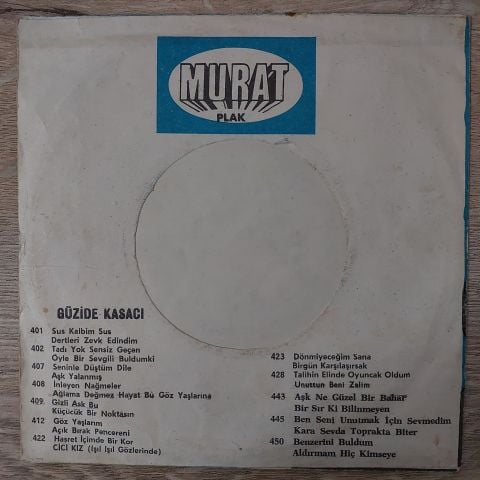 MURAT
PLAK
GÜZİDE KASACI
401 Sus Kalbim Sus
Dertleri Zevk Edindim
402 Tadı Yok Sensiz Geçen
Öyle Bir Sevgili Buldumki
407 Seninle Düştüm Dile
Aşk Yalanmış
408 İnleyen Nağmeler
Ağlama Değmez Hayat Bû Göz Yaşlarına
409 Gizli Ask Bu
Küçücük Bir Noktasın
412 Göz Yaşlarım
Açık Bırak Pencereni
422 Hasret İçimde Bir Kor
CİCİ KIZ (Işıl Işıl Gözlerinde)
423 Dönmiyeceğim Sana
Birgün Karşılaşırsak
428 Talihin Elinde Oyuncak Oldum
Unuttun Beni Zalim
443 Aşk Ne Güzel Bir Bahar
Bir Sır Ki Bilinmeyen
445 Ben Seni Unutmak İçin Sevmedim
Kara Sevda Toprakta Biter
450 Benzerini Buldum
Aldırmam Hiç Kimseye